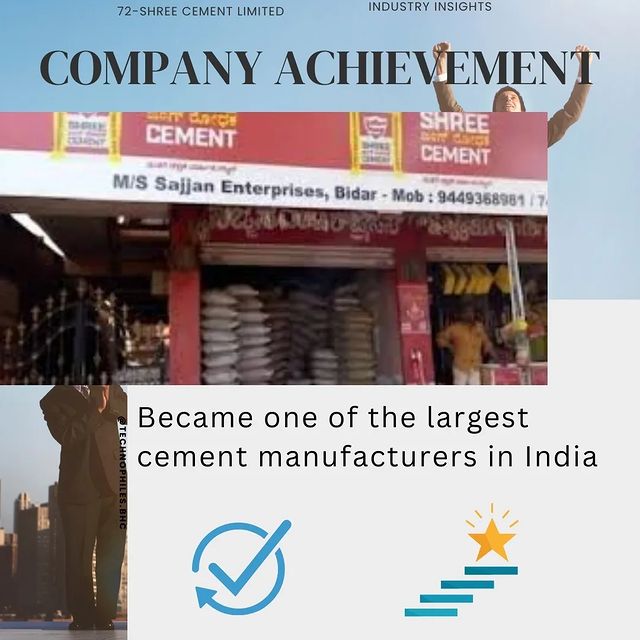 72-SHREE CEMENT LIMITED
INDUSTRY INSIGHTS
COMPANY ACHIEVEMENT
SHREE
CEMENT
SHREE
CEMENT
M/S Sajjan Enterprises, Bidar - Mob : 9449368981 / 7
Became one of the largest
cement manufacturers in India
@TECHNOPHILES.BHC